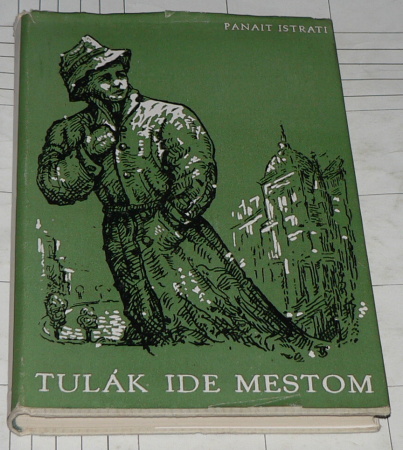 PANAIT ISTRATI
TULÁK IDE MESTOM